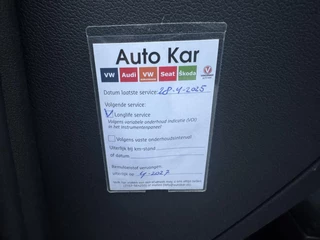 Auto Kar
VW Audi VW Seat Škoda
Datum laatste service: 28-4-2025
Volgende service:
Longlife service
Volgens variabele onderhoud indicatie (VOI)
in het instrumentenpaneel
Volgens vaste onderhoudsinterval
Uiterlijk bij km-stand
of datum
Remvloeistof vervangen:
uiterlijk op 4-2027